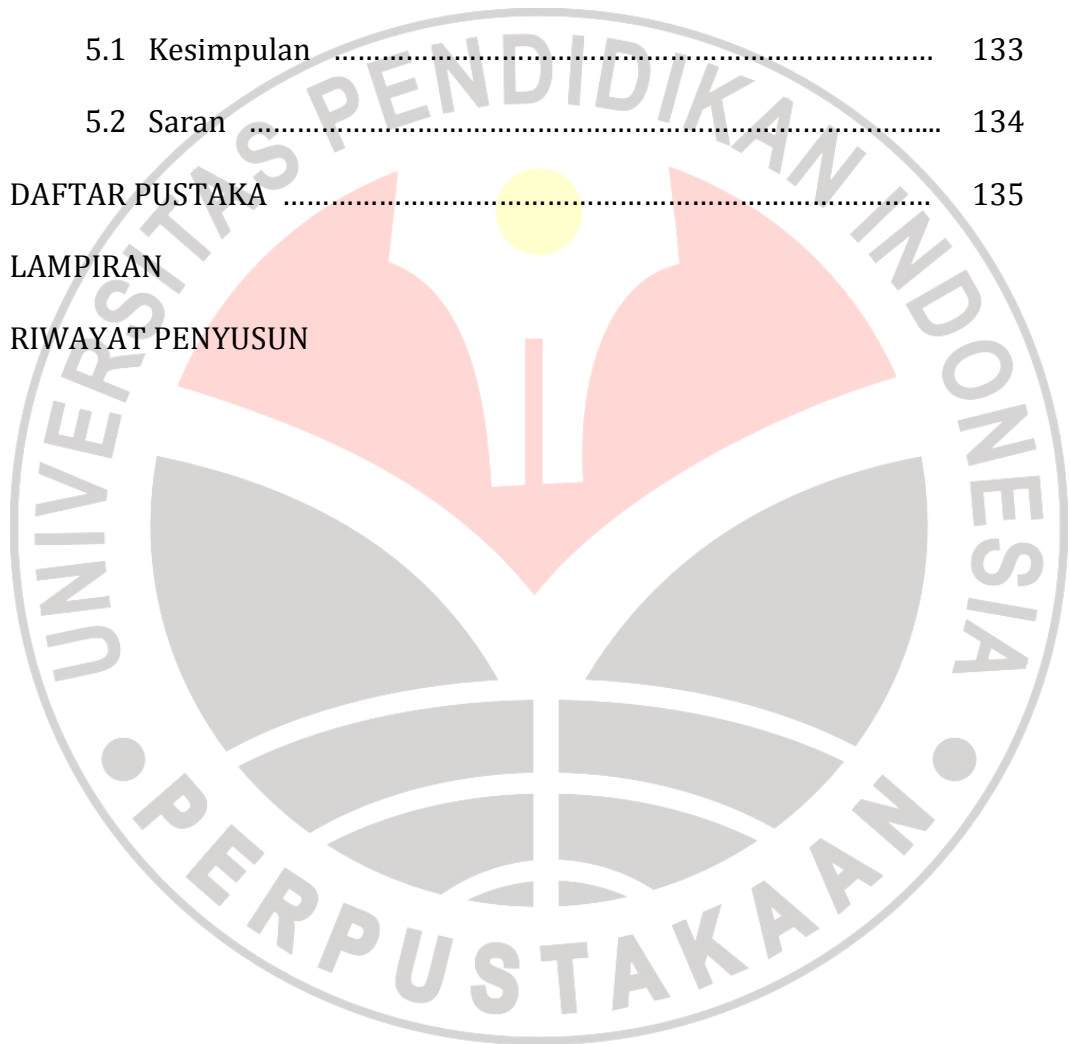 5.1 Kesimpulan ……………………………………………………………… 133
5.2 Saran ………………………………………………………………………... 134
DAFTAR PUSTAKA …………………………………………………………………… 135
LAMPIRAN
RIWAYAT PENYUSUN
UNIVERSITAS PENDIDIKAN INDONESIA
PERPUSTAKAAN